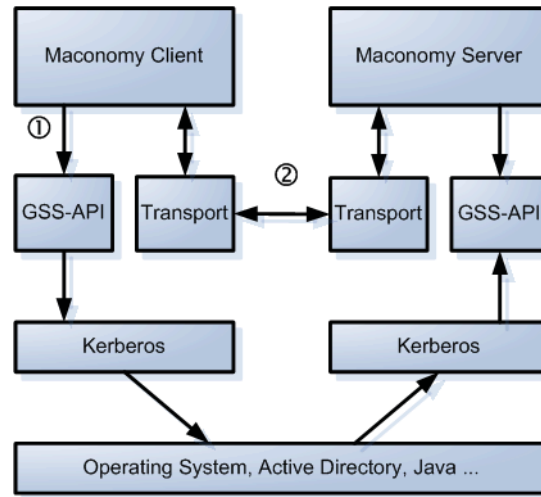 Maconomy Client
Maconomy Server
①
②
GSS-API
Transport
Transport
GSS-API
Kerberos
Kerberos
Operating System, Active Directory, Java ...